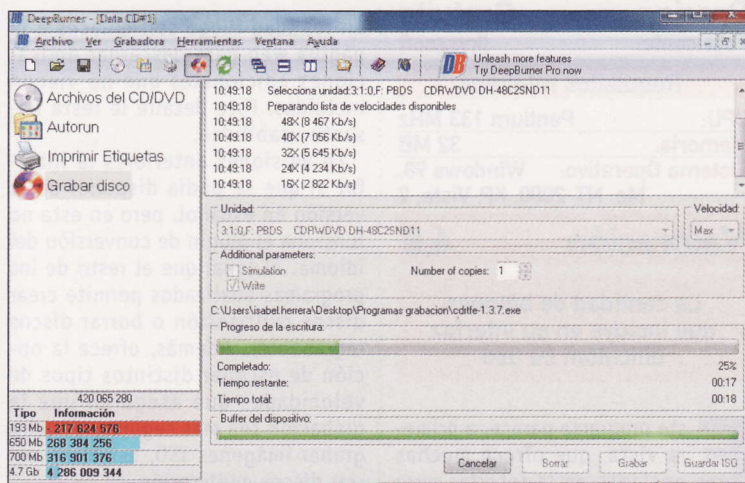 DeepBurner - [Data CD#1]
Archivo Ver Grabadora Herramientas Ventana Ayuda
DB Unleash more features
Try DeepBurner Pro now
Archivos del CD/DVD
Autorun
Imprimir Etiquetas
Grabar disco
10:49:18 Selecciona unidad:3:1:0,F: PBDS CDRWDVD DH-48C2SND11
10:49:18 Preparando lista de velocidades disponibles
10:49:18 48X (8 467 Kb/s)
10:49:18 40X (7 056 Kb/s)
10:49:18 32X (5 645 Kb/s)
10:49:18 24X (4 234 Kb/s)
10:49:18 16X (2 822 Kb/s)
Unidad:
3:1:0,F: PBDS CDRWDVD DH-48C2SND11
Velocidad:
Max
Additional parameters:
Simulation
Write
Number of copies: 1
C:\Users\isabel.herrera\Desktop\Programas grabacion\cdrlfe-1.3.7.exe
Progreso de la escritura:
Completado: 25%
Tiempo restante: 00:17
Tiempo total: 00:18
Buffer del dispositivo:
Cancelar Borrar Grabar Guardar ISO
420 065 280
Tipo Información
193 Mb 217 624 576
650 Mb 268 384 256
700 Mb 316 901 376
4.7 Gb 4 286 009 344